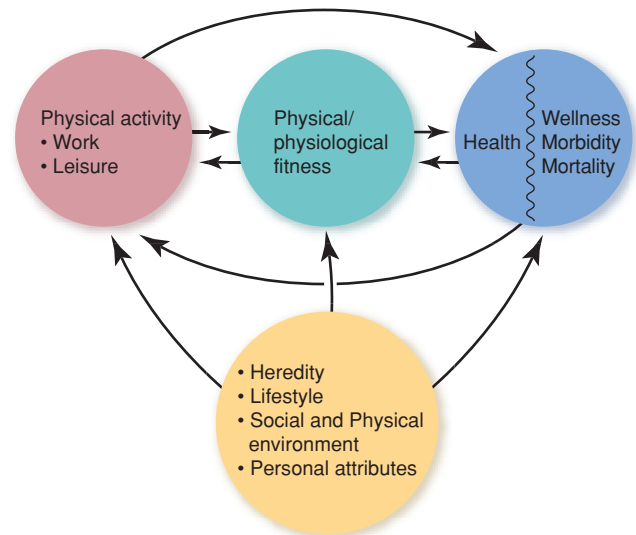 Physical activity
• Work
• Leisure
Physical/
physiological
fitness
Health
Wellness
Morbidity
Mortality
• Heredity
• Lifestyle
• Social and Physical
environment
• Personal attributes